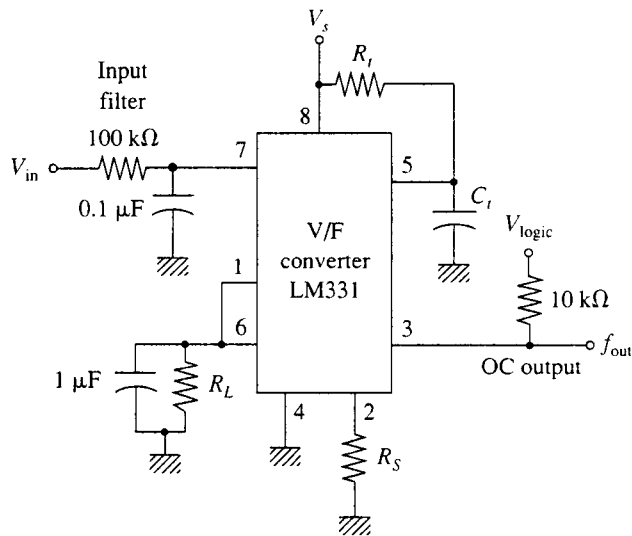 V_s
R_t
Input
filter
100 kΩ
8
7
5
V_in
0.1 μF
C_t
V/F
converter
LM331
V_logic
1
10 kΩ
6
3
f_out
OC output
1 μF
R_L
4
2
R_S